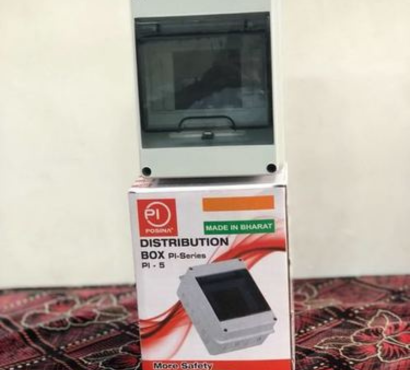 PI
POSINA
MADE IN BHARAT
DISTRIBUTION
BOX PI-Series
PI - 5
More Safety